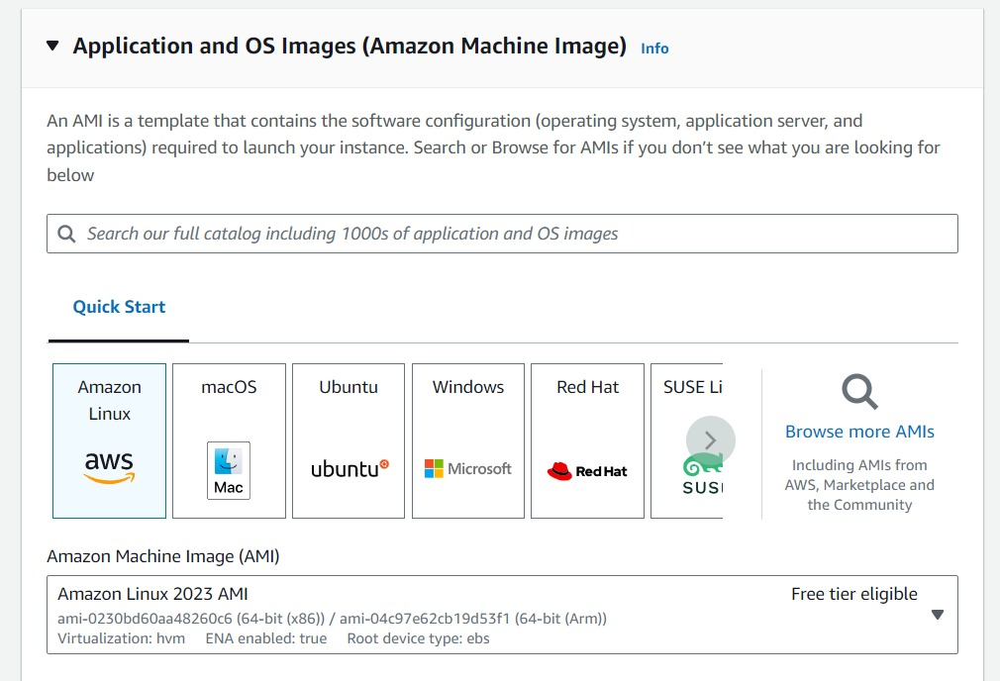 Application and OS Images (Amazon Machine Image) Info
An AMI is a template that contains the software configuration (operating system, application server, and
applications) required to launch your instance. Search or Browse for AMIs if you don’t see what you are looking for
below
Search our full catalog including 1000s of application and OS images
Quick Start
Amazon
Linux
aws
macOS
Mac
Ubuntu
ubuntu
Windows
Microsoft
Red Hat
Red Hat
SUSE Li
SUS
Browse more AMIs
Including AMIs from
AWS, Marketplace and
the Community
Amazon Machine Image (AMI)
Amazon Linux 2023 AMI Free tier eligible
ami-0230bd60aa48260c6 (64-bit (x86)) / ami-04c97e62cb19d53f1 (64-bit (Arm))
Virtualization: hvm ENA enabled: true Root device type: ebs